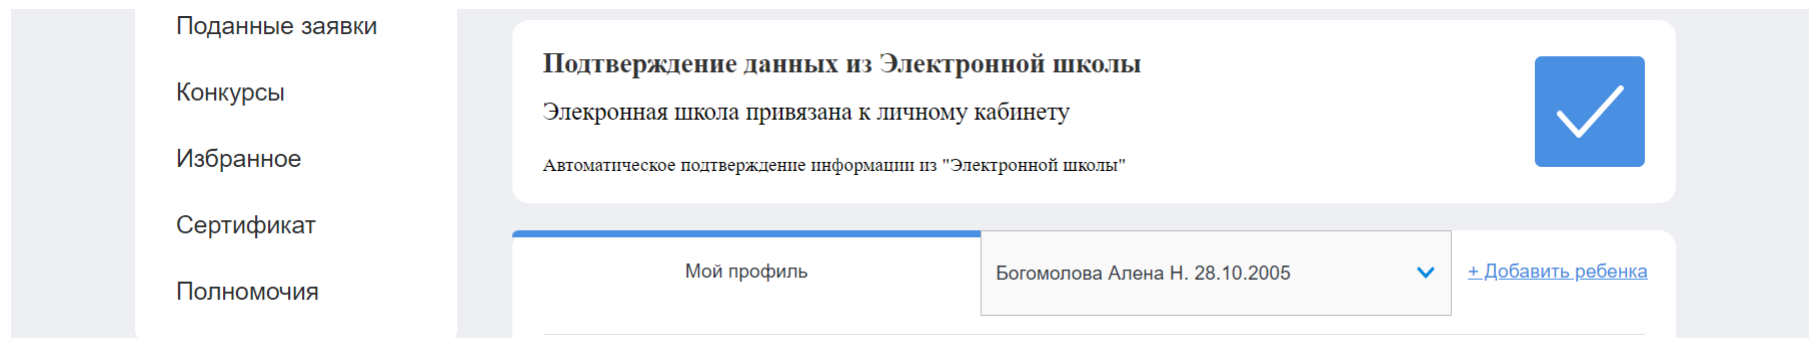 Поданные заявки
Конкурсы
Избранное
Сертификат
Полномочия
Подтверждение данных из Электронной школы
Элекронная школа привязана к личному кабинету
Автоматическое подтверждение информации из "Электронной школы"
Мой профиль
Богомолова Алена Н. 28.10.2005
+ Добавить ребенка